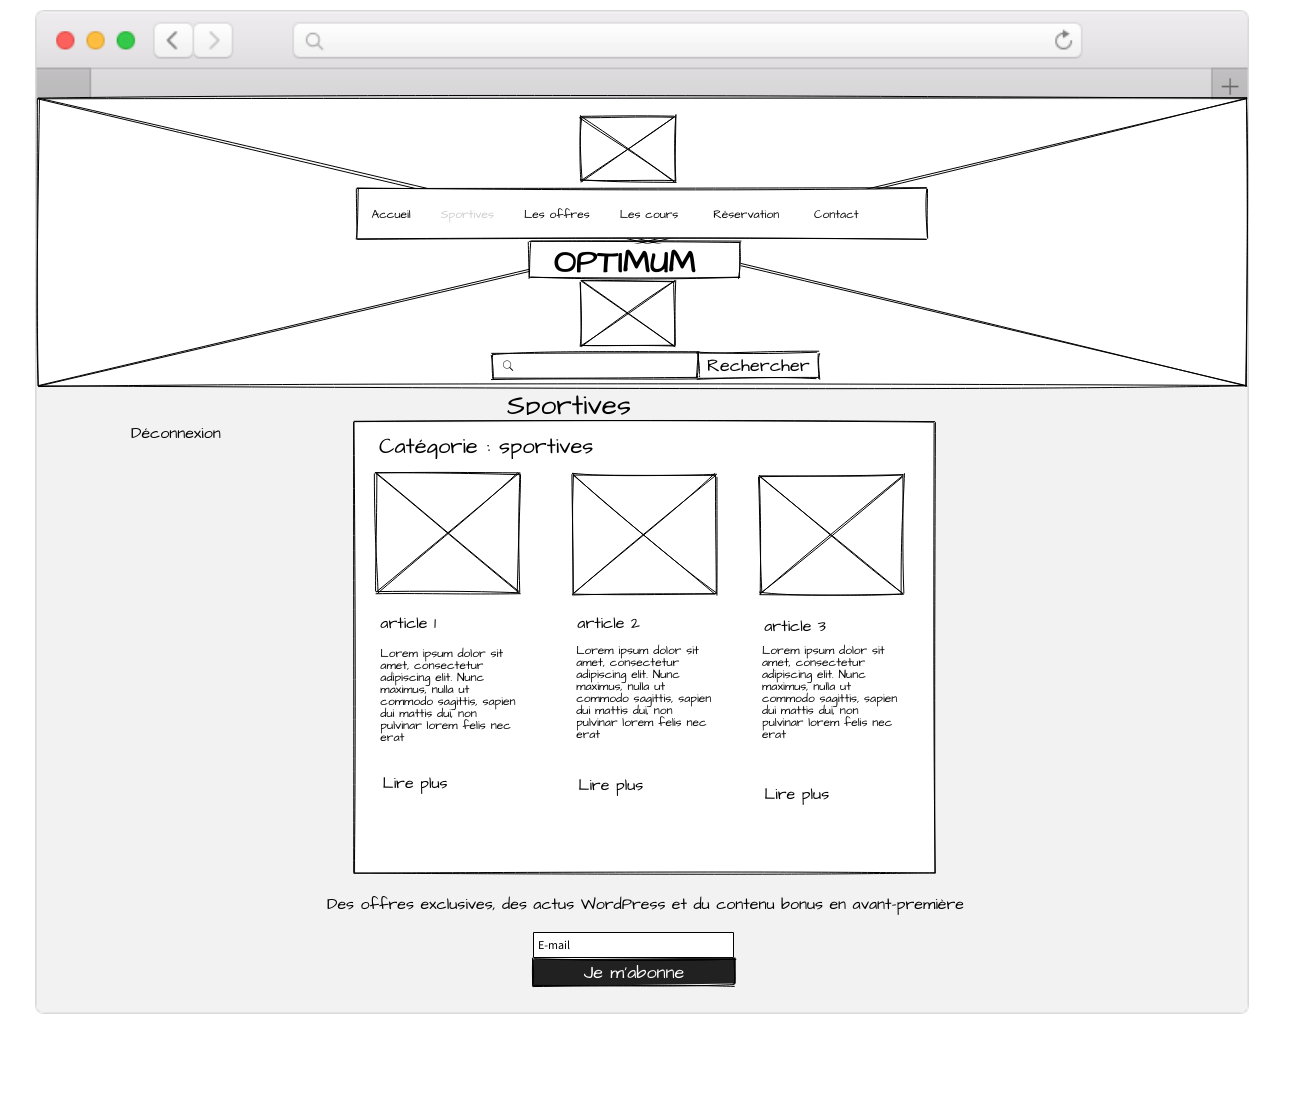 Accueil Sportives Les offres Les cours Réservation Contact
OPTIMUM
Rechercher
Sportives
Déconnexion
Catégorie : sportives
article 1
Lorem ipsum dolor sit
amet, consectetur
adipiscing elit. Nunc
maximus, nulla ut
commodo sagittis, sapien
dui mattis dui, non
pulvinar lorem felis nec
erat
Lire plus
article 2
Lorem ipsum dolor sit
amet, consectetur
adipiscing elit. Nunc
maximus, nulla ut
commodo sagittis, sapien
dui mattis dui, non
pulvinar lorem felis nec
erat
Lire plus
article 3
Lorem ipsum dolor sit
amet, consectetur
adipiscing elit. Nunc
maximus, nulla ut
commodo sagittis, sapien
dui mattis dui, non
pulvinar lorem felis nec
erat
Lire plus
Des offres exclusives, des actus WordPress et du contenu bonus en avant-première
E-mail
Je m'abonne